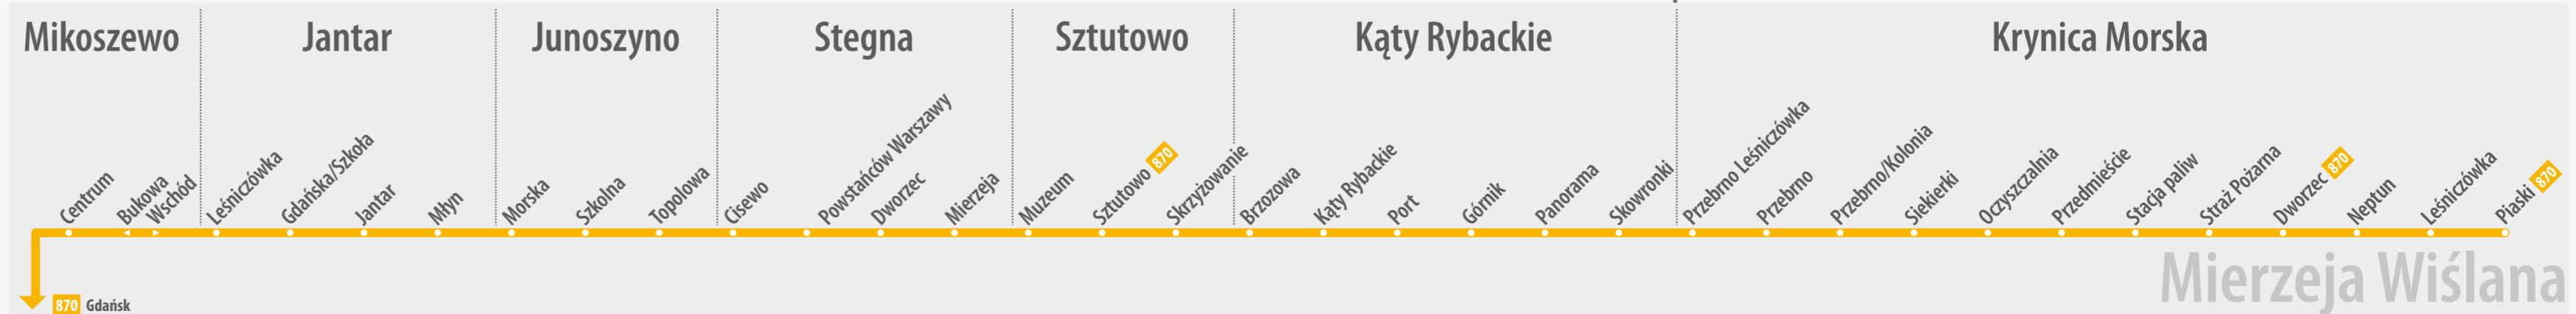 Mikoszewo
Jantar
Junoszyno
Stegna
Sztutowo
Kąty Rybackie
Krynica Morska
Centrum
Bukowa
Wschód
Leśniczówka
Gdańska/Szkoła
Jantar
Młyn
Morska
Szkolna
Topolowa
Cisewo
Powstańców Warszawy
Dworzec
Mierzeja
Muzeum
Sztutowo 870
Skrzyżowanie
Brzozowa
Kąty Rybackie
Port
Górnik
Panorama
Skowronki
Przebrno Leśniczówka
Przebrno
Przebrno/Kolonia
Siekierki
Oczyszczalnia
Przedmieście
Stacja paliw
Straż Pożarna
Dworzec 870
Neptun
Leśniczówka
Piaski 870
Mierzeja Wiślana
870 Gdańsk